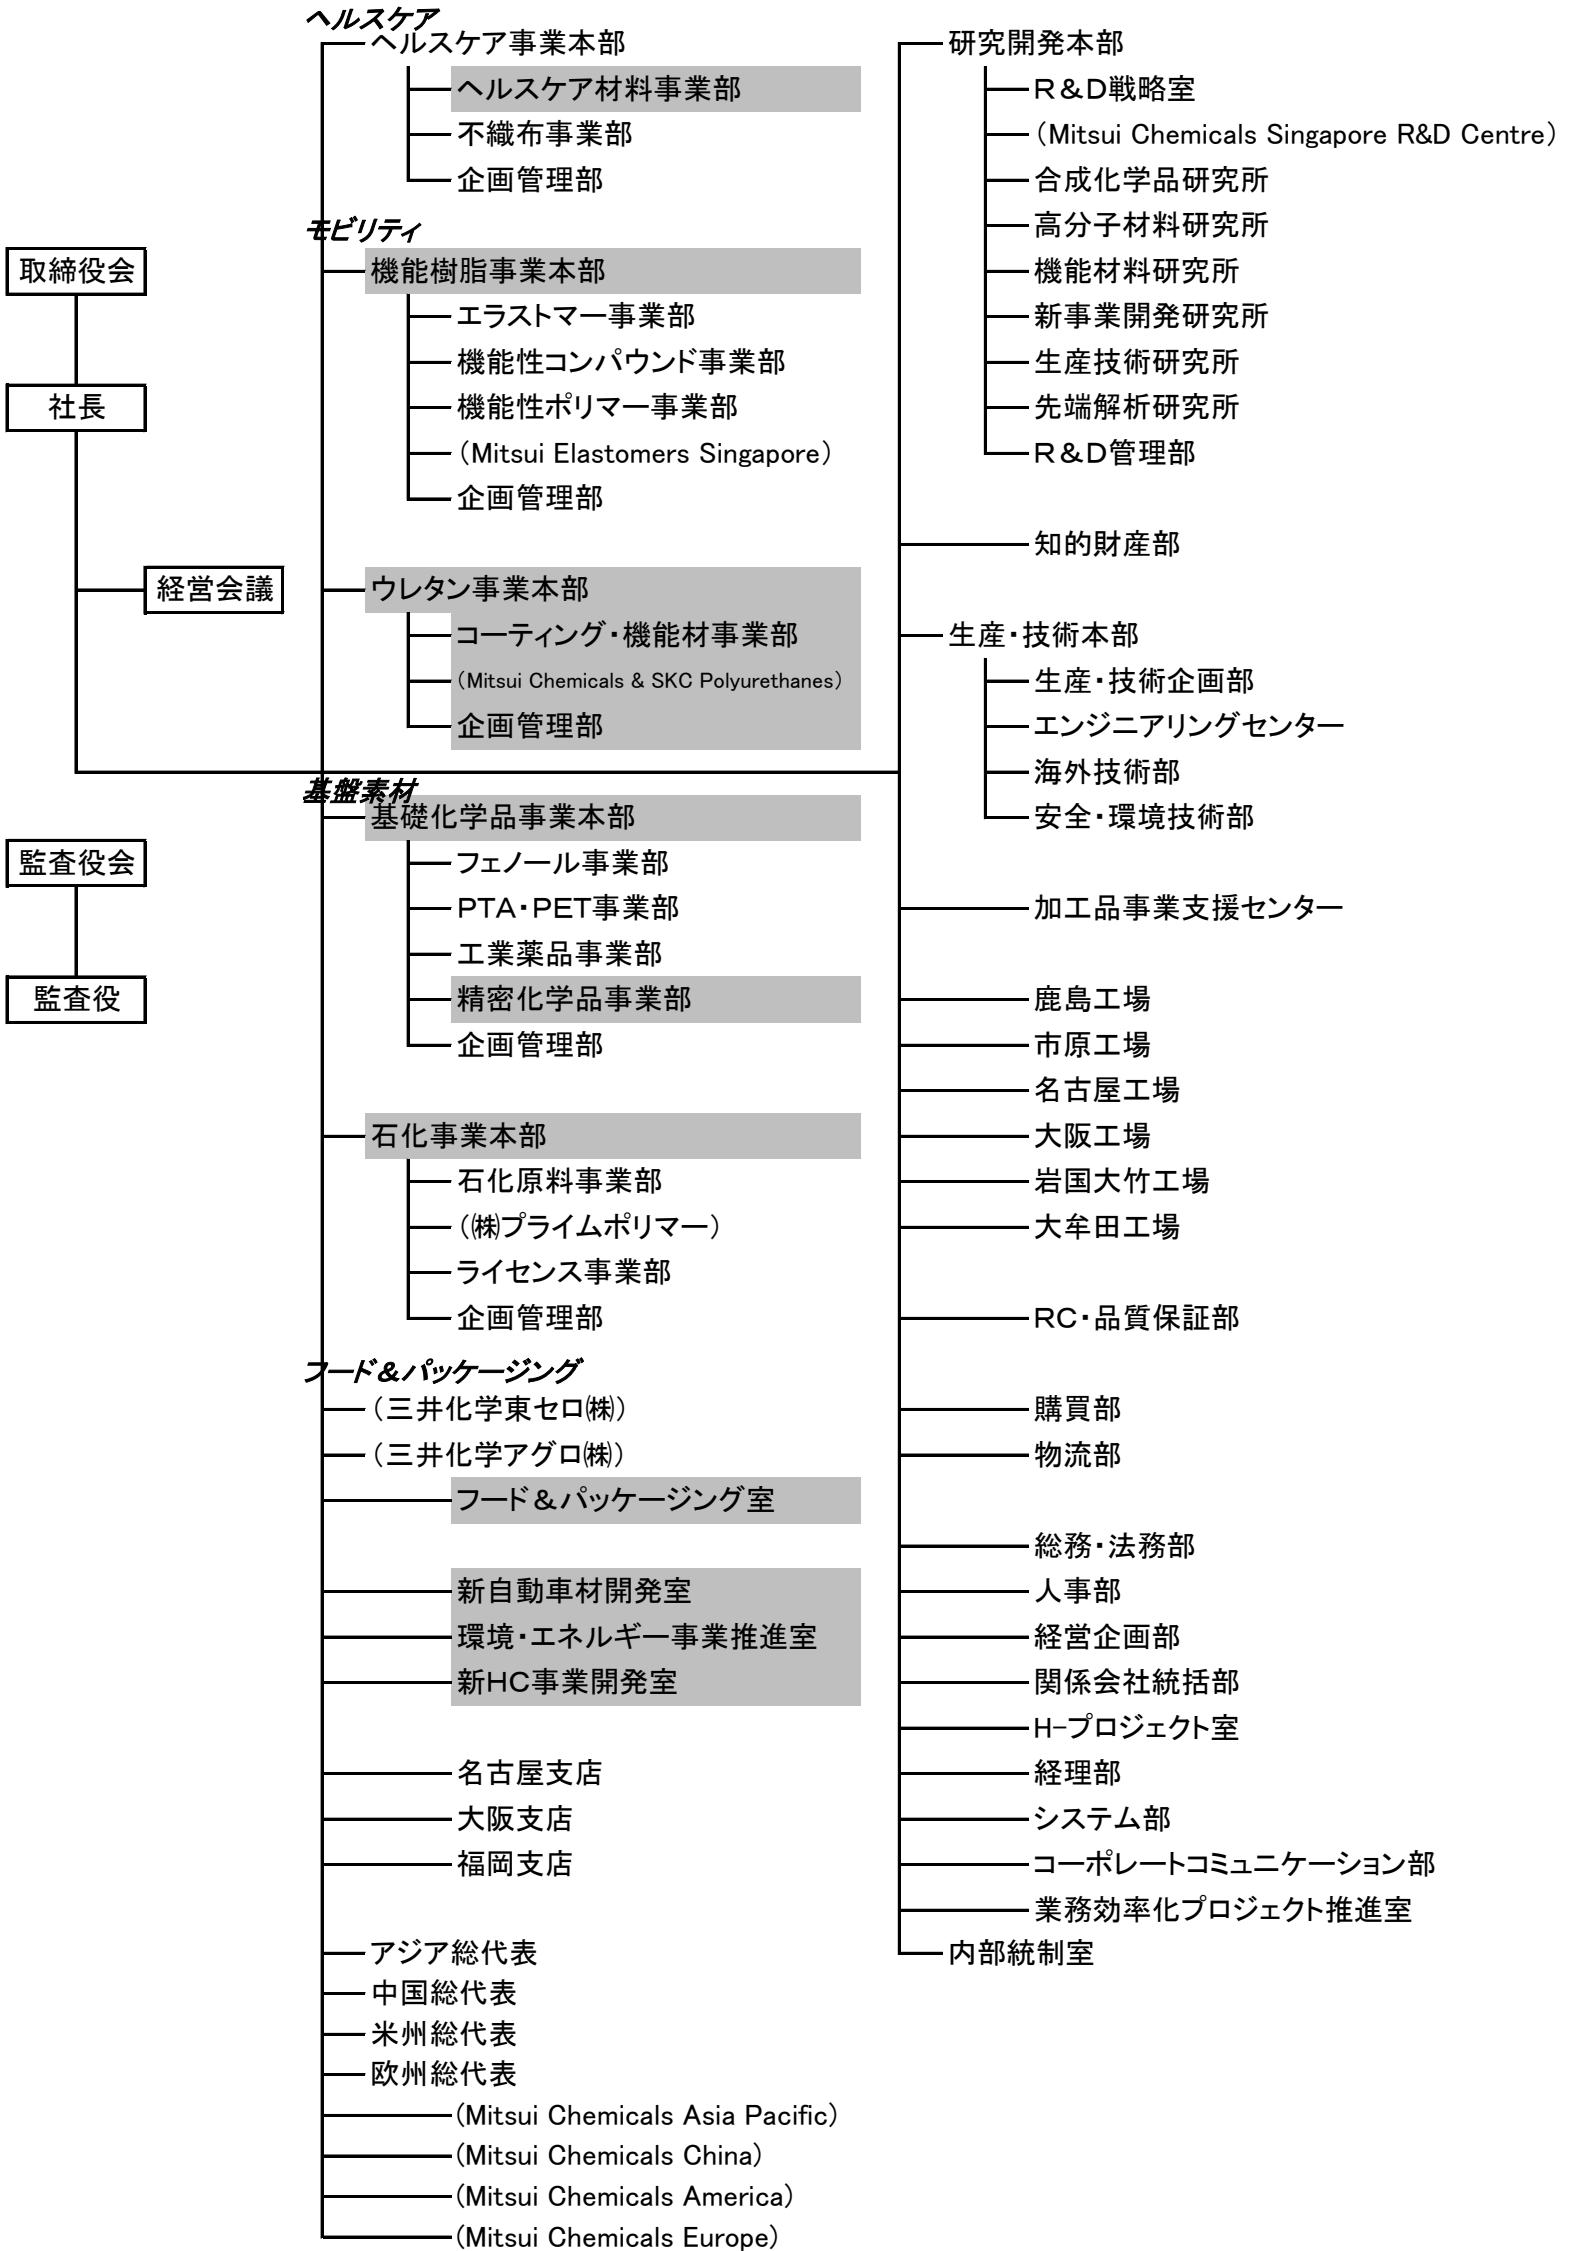 取締役会
社長
経営会議
監査役会
監査役
ヘルスケア
ヘルスケア事業本部
ヘルスケア材料事業部
不織布事業部
企画管理部
モビリティ
機能樹脂事業本部
エラストマー事業部
機能性コンパウンド事業部
機能性ポリマー事業部
（Mitsui Elastomers Singapore）
企画管理部
ウレタン事業本部
コーティング・機能材事業部
（Mitsui Chemicals & SKC Polyurethanes）
企画管理部
基盤素材
基礎化学品事業本部
フェノール事業部
PTA・PET事業部
工業薬品事業部
精密化学品事業部
企画管理部
石化事業本部
石化原料事業部
（㈱プライムポリマー）
ライセンス事業部
企画管理部
フード＆パッケージング
（三井化学東セロ㈱）
（三井化学アグロ㈱）
フード＆パッケージング室
新自動車材開発室
環境・エネルギー事業推進室
新HC事業開発室
名古屋支店
大阪支店
福岡支店
アジア総代表
中国総代表
米州総代表
欧州総代表
(Mitsui Chemicals Asia Pacific)
(Mitsui Chemicals China)
(Mitsui Chemicals America)
(Mitsui Chemicals Europe)
研究開発本部
R＆D戦略室
（Mitsui Chemicals Singapore R&D Centre）
合成化学品研究所
高分子材料研究所
機能材料研究所
新事業開発研究所
生産技術研究所
先端解析研究所
R＆D管理部
知的財産部
生産・技術本部
生産・技術企画部
エンジニアリングセンター
海外技術部
安全・環境技術部
加工品事業支援センター
鹿島工場
市原工場
名古屋工場
大阪工場
岩国大竹工場
大牟田工場
RC・品質保証部
購買部
物流部
総務・法務部
人事部
経営企画部
関係会社統括部
H-プロジェクト室
経理部
システム部
コーポレートコミュニケーション部
業務効率化プロジェクト推進室
内部統制室